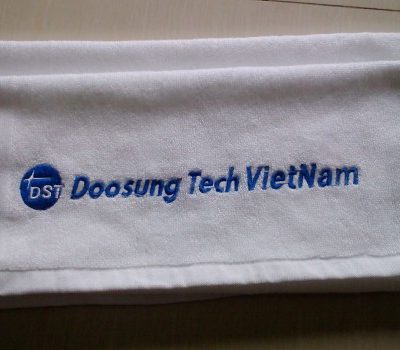 DST Doosung Tech VietNam